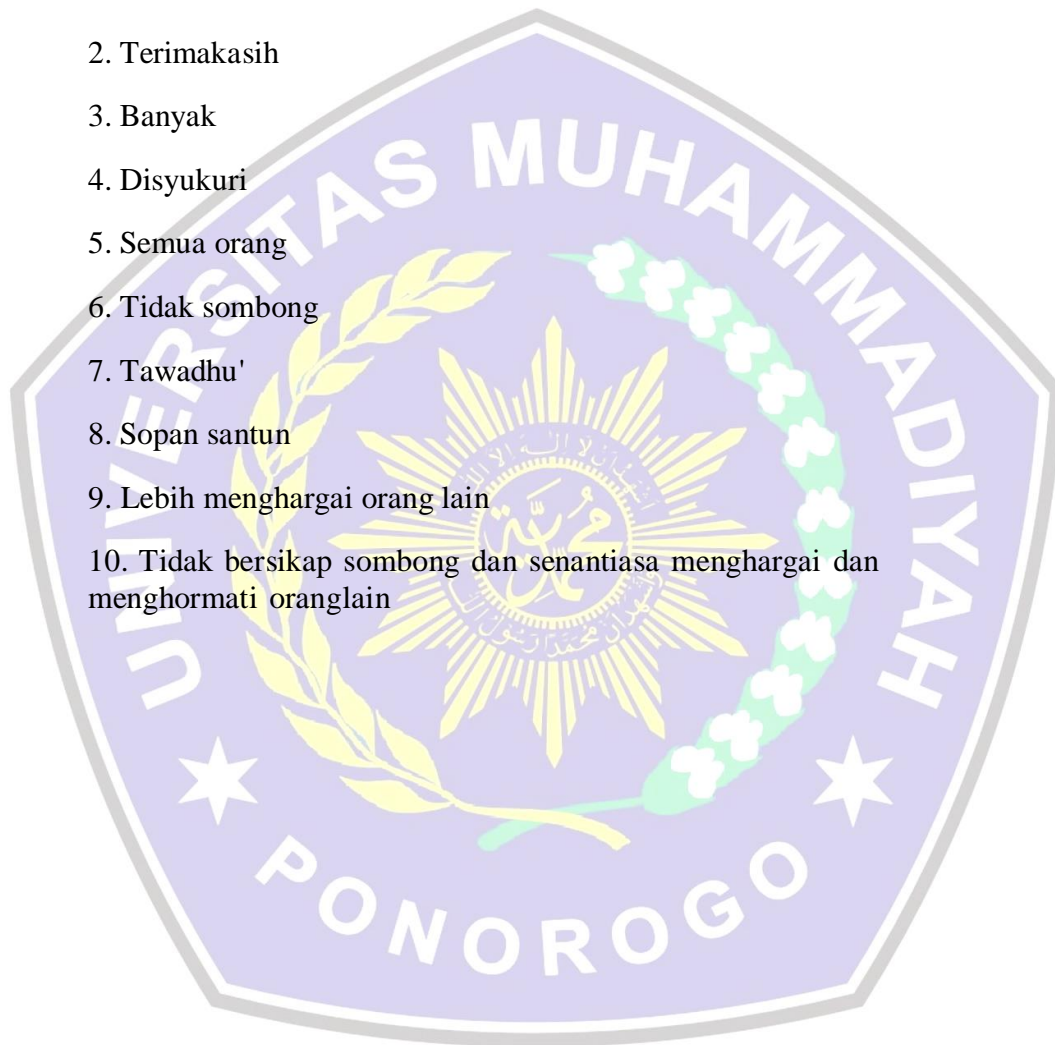 2. Terimakasih
3. Banyak
4. Disyukuri
5. Semua orang
6. Tidak sombong
7. Tawadhu'
8. Sopan santun
9. Lebih menghargai orang lain
10. Tidak bersikap sombong dan senantiasa menghargai dan
menghormati oranglain
UNIVERSITAS MUHAMMADIYAH
PONOROGO